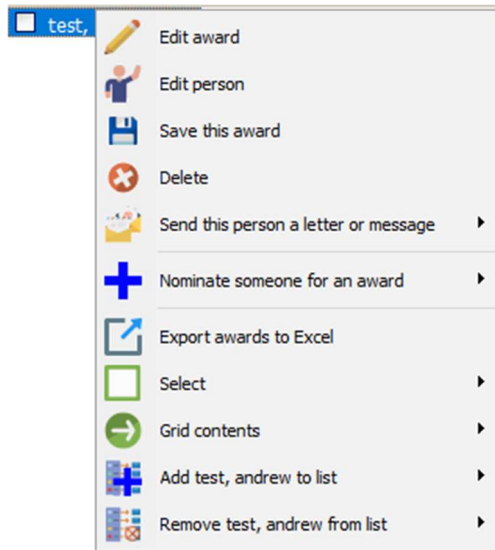 test,
Edit award
Edit person
Save this award
Delete
Send this person a letter or message
Nominate someone for an award
Export awards to Excel
Select
Grid contents
Add test, andrew to list
Remove test, andrew from list